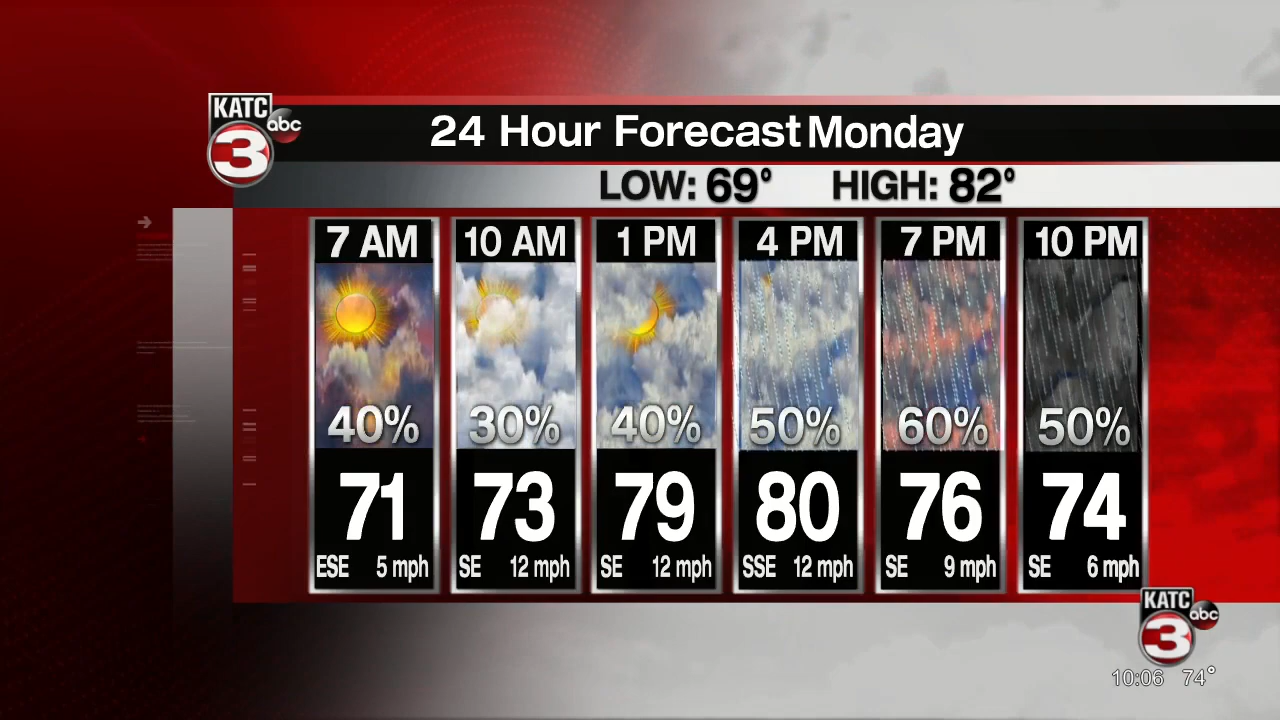 KATC
abc
3
24 Hour Forecast Monday
LOW: 69° HIGH: 82°
7 AM 10 AM 1 PM 4 PM 7 PM 10 PM
40% 30% 40% 50% 60% 50%
71 73 79 80 76 74
ESE 5 mph SE 12 mph SE 12 mph SSE 12 mph SE 9 mph SE 6 mph
KATC
abc
3
10:06 74°